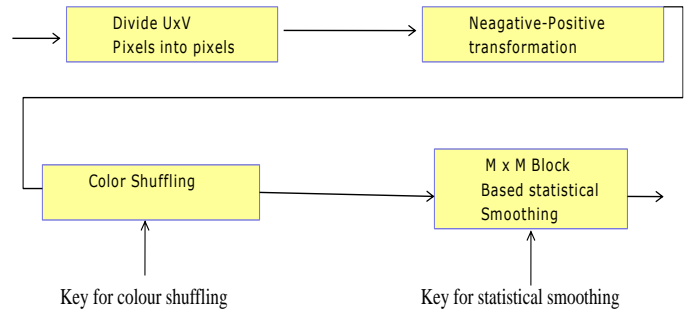 Divide UxV
Pixels into pixels
Neagative-Positive
transformation
Color Shuffling
M x M Block
Based statistical
Smoothing
Key for colour shuffling
Key for statistical smoothing